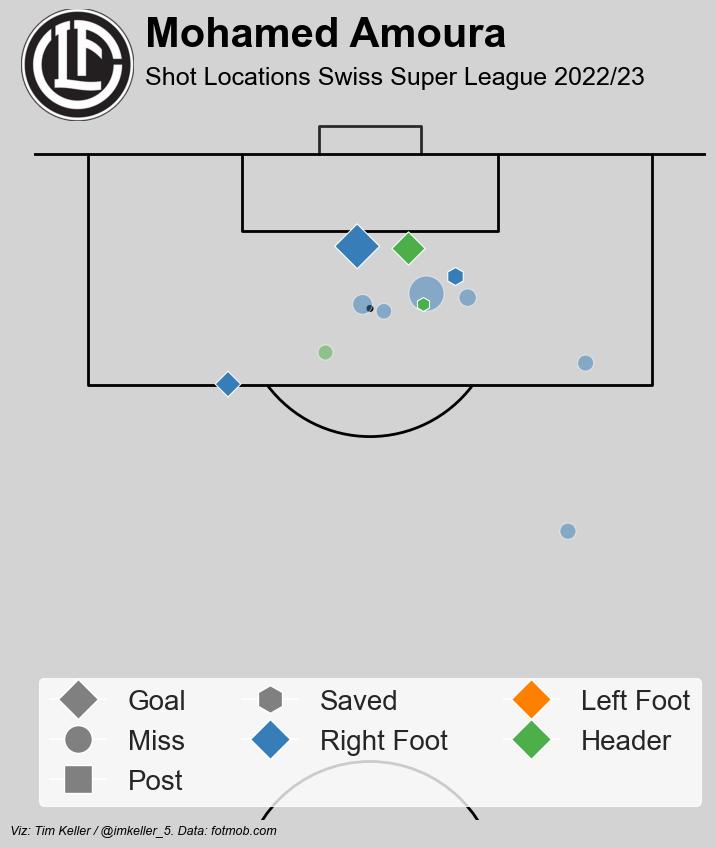 Mohamed Amoura
Shot Locations Swiss Super League 2022/23
FCL
Goal Saved Left Foot
Miss Right Foot Header
Post
Viz: Tim Keller / @imkeller_5. Data: fotmob.com